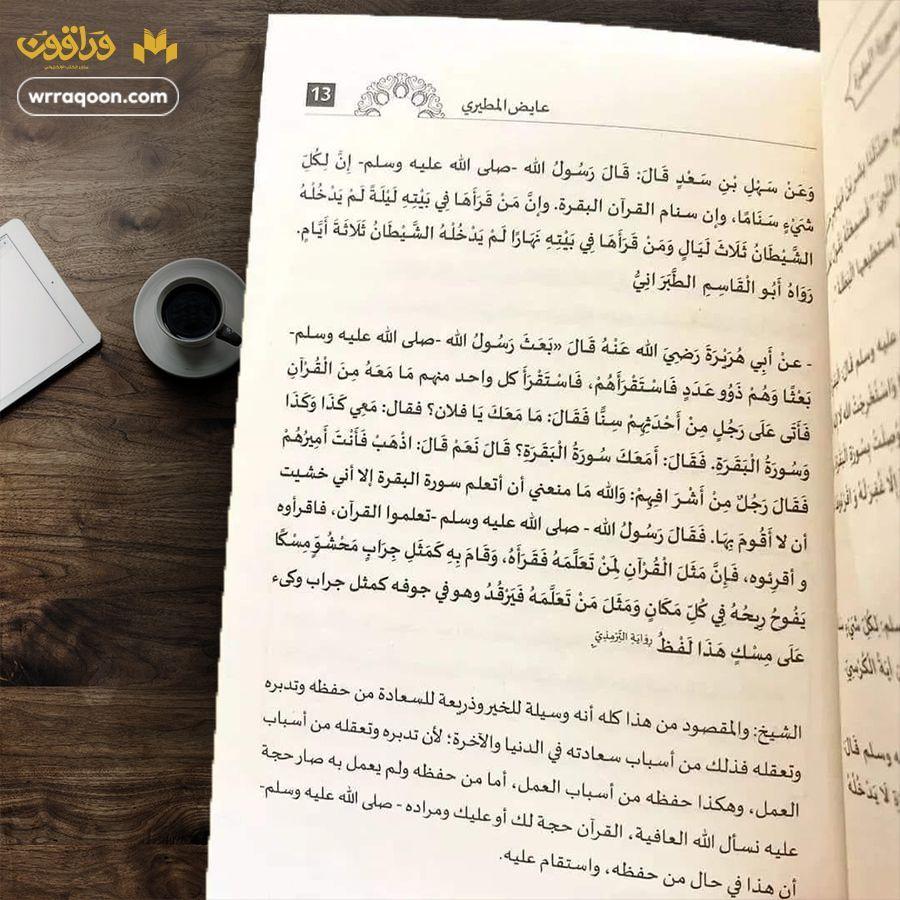 وراقون
wrraqoon.com
13
عايض المطيري
وَعَنْ سَهْلِ بْنِ سَعْدٍ قَالَ: قَالَ رَسُولُ الله -صلى الله عليه وسلم- إنَّ لِكُلِّ
شَيْءٍ سَنَامًا، وإن سنام القرآن البقرة. وإنَّ مَنْ قَرَأَهَا فِي بَيْتِهِ لَيْلَةً لَمْ يَدْخُلْهُ
الشَّيْطَانُ ثَلَاثَ لَيَالٍ وَمَنْ قَرَأَهَا فِي بَيْتِهِ نَهَارًا لَمْ يَدْخُلْهُ الشَّيْطَانُ ثَلَاثَةَ أَيَّامٍ.
رَوَاهُ أَبُو الْقَاسِمِ الطَّبَرَانِيُّ
- عنْ أَبِي هُرَيْرَةَ رَضِيَ الله عَنْهُ قَالَ «بَعَثَ رَسُولُ الله -صلى الله عليه وسلم-
بَعْثًا وَهُمْ ذَوُو عَدَدٍ فَاسْتَقْرَأَهُمْ، فَاسْتَقْرَأَ كل واحد منهم مَا مَعَهُ مِنَ الْقُرْآنِ
فَأَتَى عَلَى رَجُلٍ مِنْ أَحْدَثِهِمْ سِنًّا فَقَالَ: مَا مَعَكَ يَا فلان؟ فقال: مَعِي كَذَا وَكَذَا
وَسُورَةُ الْبَقَرَةِ. فَقَالَ: أَمَعَكَ سُورَةُ الْبَقَرَةِ؟ قَالَ نَعَمْ قَالَ: اذْهَبْ فَأَنْتَ أَمِيرُهُمْ
فَقَالَ رَجُلٌ مِنْ أَشْرَافِهِمْ: وَالله مَا منعني أن أتعلم سورة البقرة إلا أني خشيت
أن لا أَقُومَ بِهَا. فَقَالَ رَسُولُ الله - صلى الله عليه وسلم -تعلموا القرآن، فاقرأوه
و أقرئوه، فَإِنَّ مَثَلَ الْقُرْآنِ لِمَنْ تَعَلَّمَهُ فَقَرَأَهُ، وَقَامَ بِهِ كَمَثَلِ جِرَابٍ مَحْشُوٍّ مِسْكًا
يَفُوحُ رِيحُهُ فِي كُلِّ مَكَانٍ وَمَثَلَ مَنْ تَعَلَّمَهُ فَيَرْقُدُ وهو في جوفه كمثل جراب وكىء
عَلَى مِسْكٍ هَذَا لَفْظُ رِوَايَةِ التِّرْمِذِيِّ.
الشيخ: والمقصود من هذا كله أنه وسيلة للخير وذريعة للسعادة من حفظه وتدبره
وتعقله فذلك من أسباب سعادته في الدنيا والآخرة؛ لأن تدبره وتعقله من أسباب
العمل، وهكذا حفظه من أسباب العمل، أما من حفظه ولم يعمل به صار حجة
عليه نسأل الله العافية، القرآن حجة لك أو عليك ومراده - صلى الله عليه وسلم-
أن هذا في حال من حفظه، واستقام عليه.